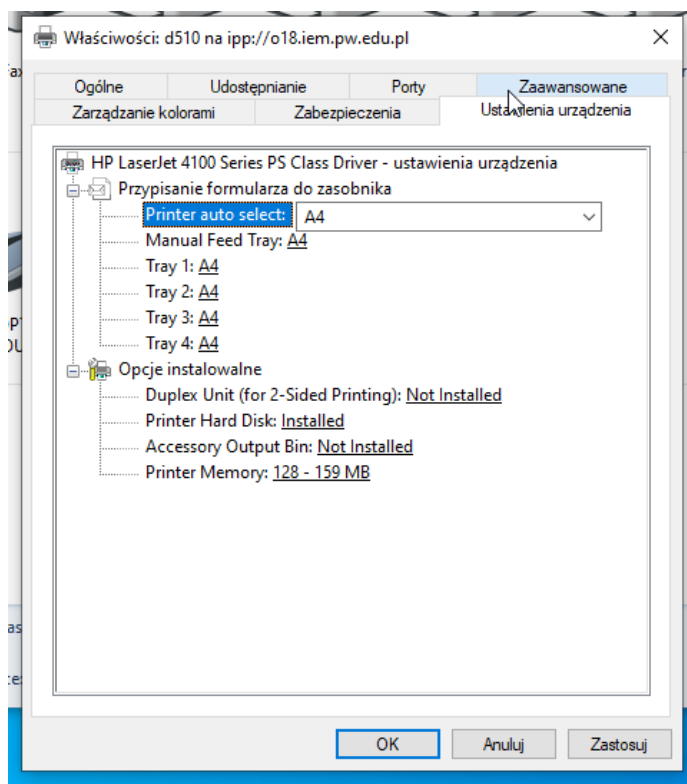 Właściwości: d510 na ipp://o18.iem.pw.edu.pl
Ogólne Udostępnianie Porty Zaawansowane
Zarządzanie kolorami Zabezpieczenia Ustawienia urządzenia
HP LaserJet 4100 Series PS Class Driver - ustawienia urządzenia
Przypisanie formularza do zasobnika
Printer auto select: A4
Manual Feed Tray: A4
Tray 1: A4
Tray 2: A4
Tray 3: A4
Tray 4: A4
Opcje instalowalne
Duplex Unit (for 2-Sided Printing): Not Installed
Printer Hard Disk: Installed
Accessory Output Bin: Not Installed
Printer Memory: 128 - 159 MB
OK Anuluj Zastosuj